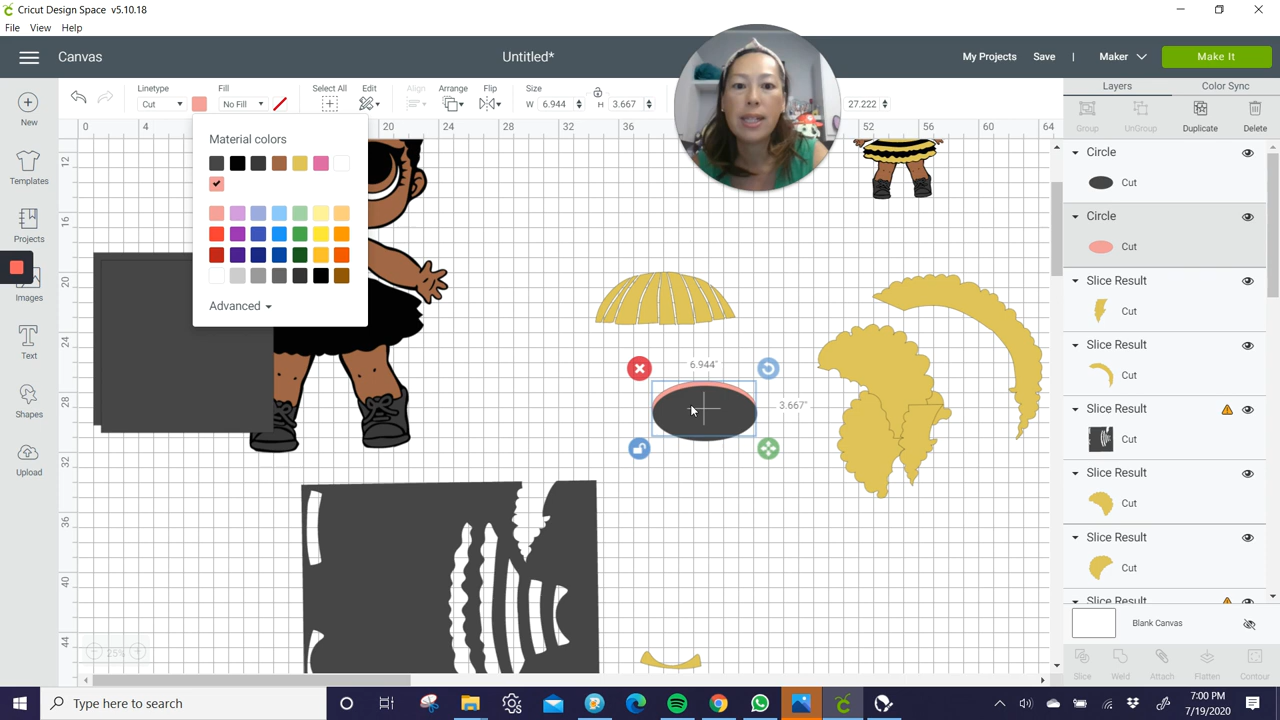 Cricut Design Space v5.10.18
File View Help
Canvas
Untitled*
My Projects Save | Maker Make It
Linetype Fill Select All Edit Align Arrange Flip Size
Cut No Fill W 6.944 H 3.667 27.222
Layers Color Sync
Group UnGroup Duplicate Delete
New
Templates
Projects
Images
Text
Shapes
Upload
0 4 20 24 28 32 36 52 56 60 64
12
16
20
24
28
32
36
40
44
Material colors
Advanced
6.944"
3.667"
25%
Circle
Cut
Circle
Cut
Slice Result
Cut
Slice Result
Cut
Slice Result
Cut
Slice Result
Cut
Slice Result
Cut
Slice Result
Blank Canvas
Slice Weld Attach Flatten Contour
Type here to search
7:00 PM
7/19/2020